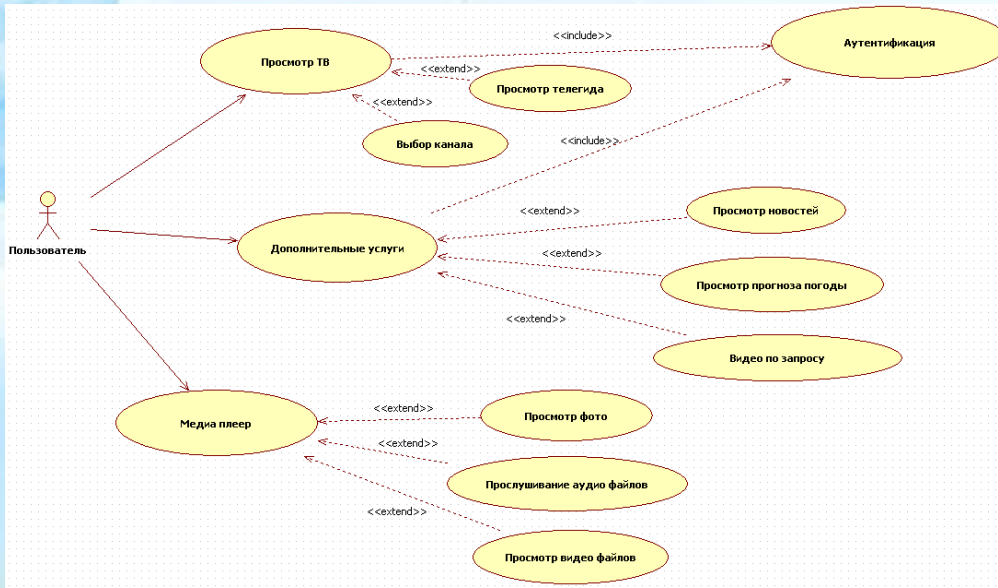 <<include>>
Аутентификация
Просмотр ТВ
<<extend>>
Просмотр телегида
<<extend>>
Выбор канала
<<include>>
Пользователь
Дополнительные услуги
<<extend>>
Просмотр новостей
<<extend>>
Просмотр прогноза погоды
<<extend>>
Видео по запросу
Медиа плеер
<<extend>>
Просмотр фото
<<extend>>
Прослушивание аудио файлов
<<extend>>
Просмотр видео файлов